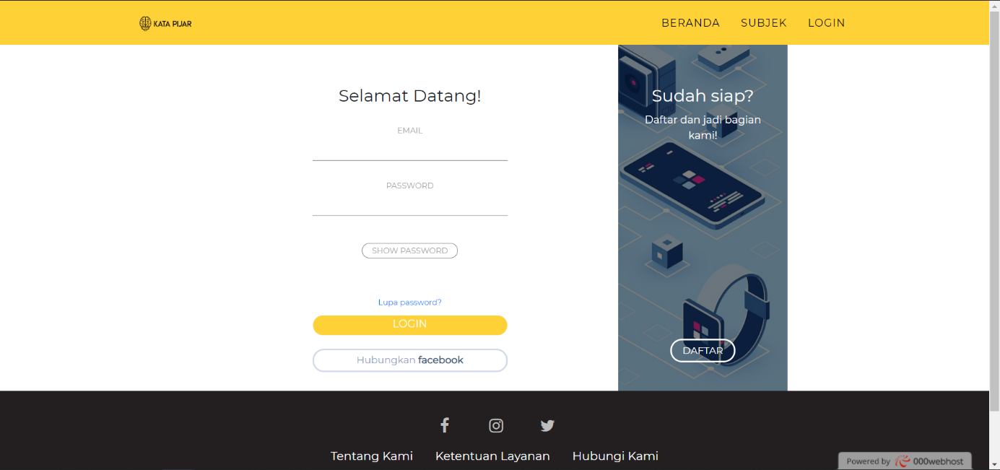 KATA PIJAR
BERANDA
SUBJEK
LOGIN
Selamat Datang!
EMAIL
PASSWORD
SHOW PASSWORD
Lupa password?
LOGIN
Hubungkan facebook
Sudah siap?
Daftar dan jadi bagian
kami!
DAFTAR
Tentang Kami
Ketentuan Layanan
Hubungi Kami
Powered by 000webhost